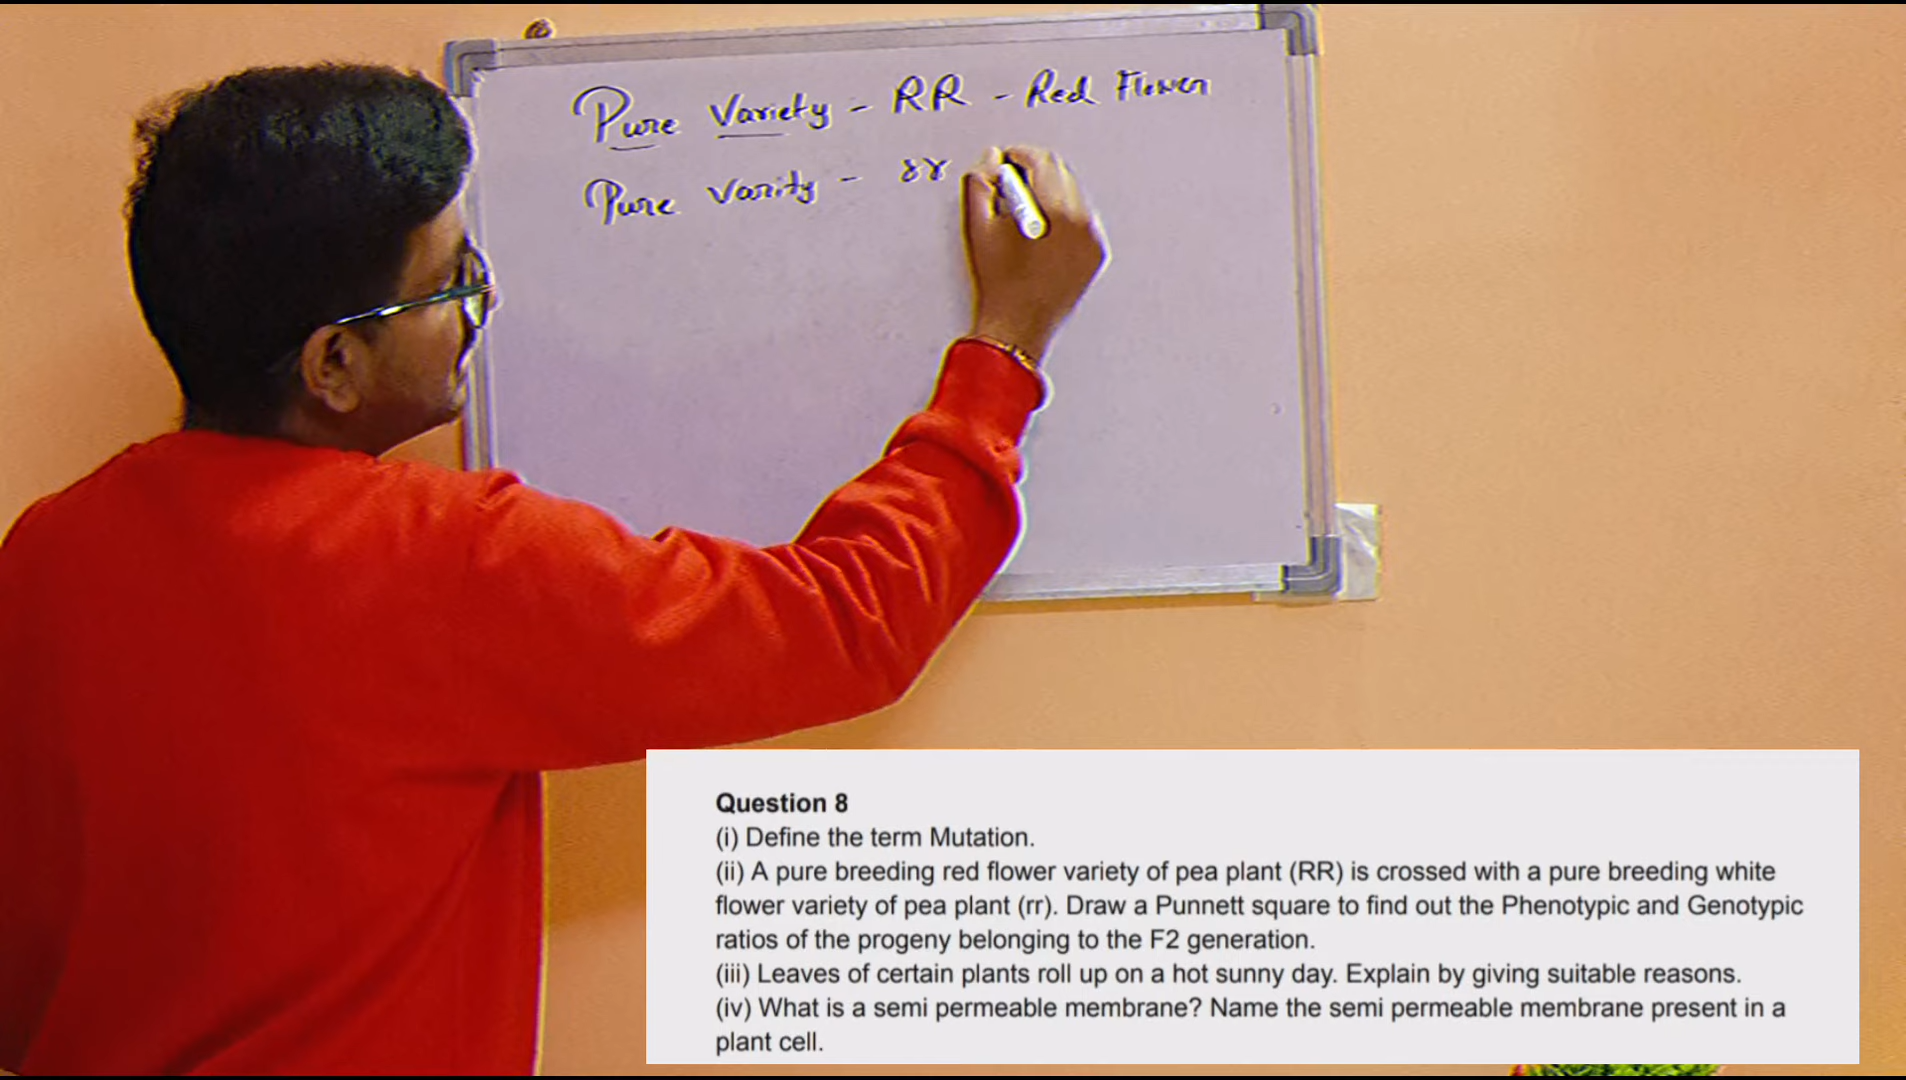 Pure Variety - RR - Red Flower
Pure Varity - rr
Question 8
(i) Define the term Mutation.
(ii) A pure breeding red flower variety of pea plant (RR) is crossed with a pure breeding white
flower variety of pea plant (rr). Draw a Punnett square to find out the Phenotypic and Genotypic
ratios of the progeny belonging to the F2 generation.
(iii) Leaves of certain plants roll up on a hot sunny day. Explain by giving suitable reasons.
(iv) What is a semi permeable membrane? Name the semi permeable membrane present in a
plant cell.